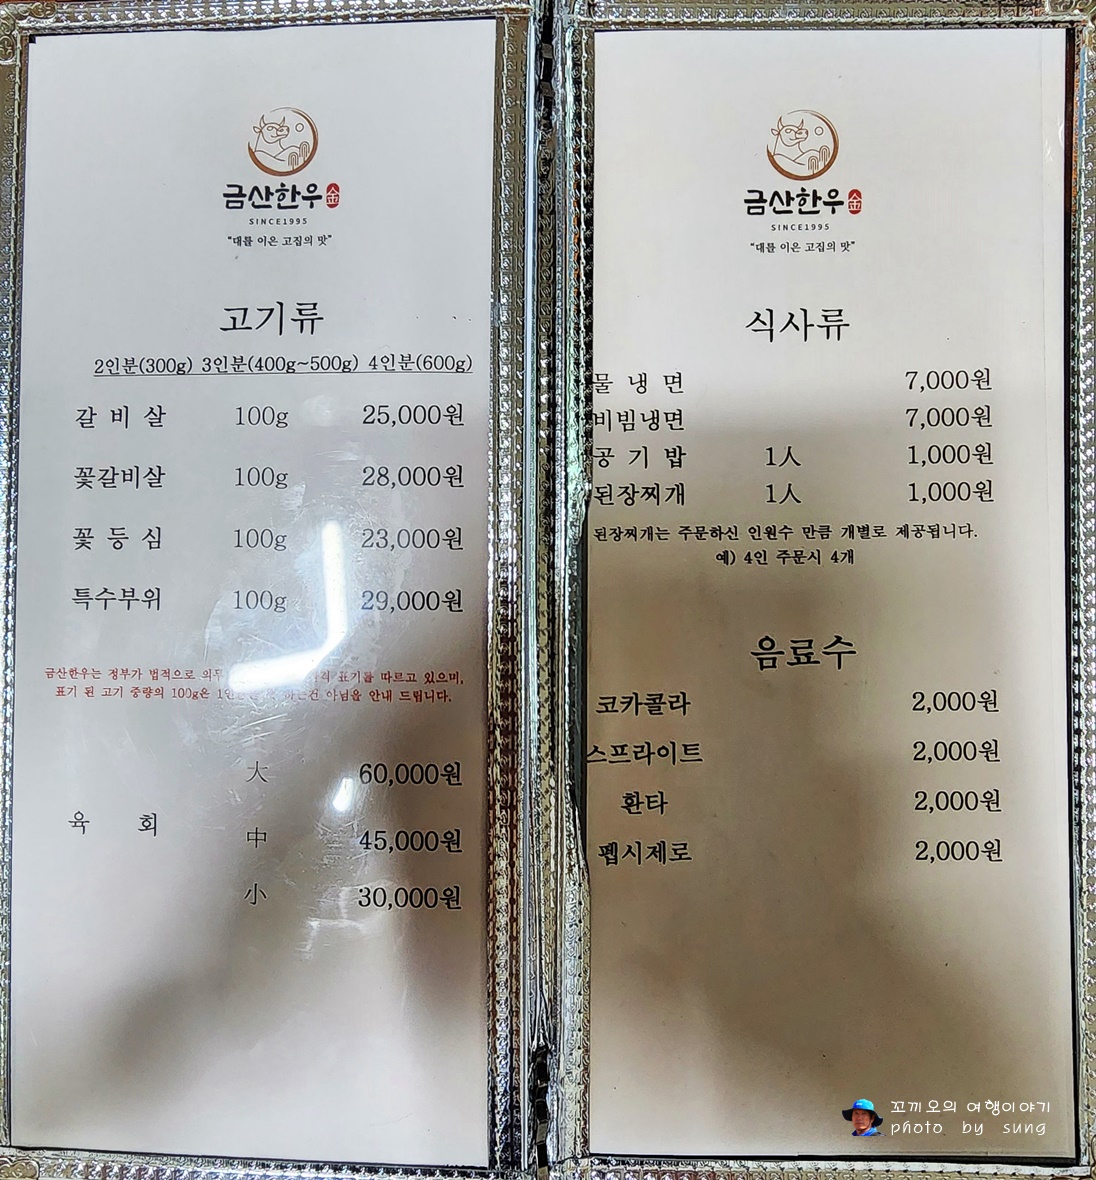 금산한우 金
SINCE1995
“대를 이은 고집의 맛”
고기류
2인분(300g) 3인분(400g~500g) 4인분(600g)
갈 비 살 100g 25,000원
꽃갈비살 100g 28,000원
꽃 등 심 100g 23,000원
특수부위 100g 29,000원
금산한우는 정부가 법적으로 표기를 따르고 있으며,
표기 된 고기 중량의 100g은 아님을 안내 드립니다.
大 60,000원
육 회
中 45,000원
小 30,000원
금산한우 金
SINCE1995
“대를 이은 고집의 맛”
식사류
물 냉 면 7,000원
비빔냉면 7,000원
공 기 밥 1人 1,000원
된장찌개 1人 1,000원
된장찌개는 주문하신 인원수 만큼 개별로 제공됩니다.
예) 4인 주문시 4개
음료수
코카콜라 2,000원
스프라이트 2,000원
환타 2,000원
펩시제로 2,000원
꼬끼오의 여행이야기
photo by sung